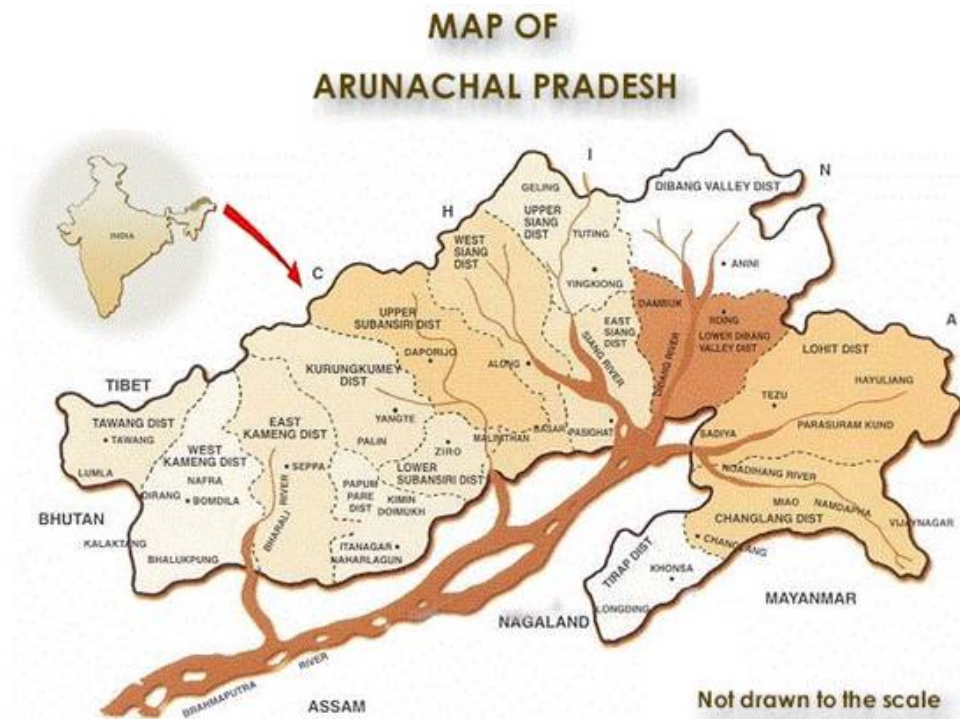 MAP OF
ARUNACHAL PRADESH
INDIA
C
H
I
N
A
GELING
UPPER
SIANG
DIST
TUTING
YINGKIONG
DIBANG VALLEY DIST
ANINI
WEST
SIANG
DIST
ALONG
BASAR
UPPER
SUBANSIRI DIST
DAPORIJO
MALINITHAN
EAST
SIANG
DIST
SIANG RIVER
PASIGHAT
DAMBUK
ROING
LOWER DIBANG
VALLEY DIST
DIBANG RIVER
LOHIT DIST
HAYULIANG
TEZU
PARASURAM KUND
SADIYA
NOADIHANG RIVER
MIAO
NAMDAPHA
CHANGLANG DIST
VIJAYNAGAR
CHANGLANG
TIRAP DIST
KHONSA
LONGDING
TIBET
TAWANG DIST
TAWANG
LUMLA
WEST
KAMENG DIST
NAFRA
DIRANG
BOMDILA
KALAKTANG
BHALUKPUNG
EAST
KAMENG DIST
SEPPA
BHARALI RIVER
KURUNGKUMEY
DIST
YANGTE
PALIN
ZIRO
LOWER
SUBANSIRI DIST
PAPUM
PARE
DIST
KIMIN
DOIMUKH
ITANAGAR
NAHARLAGUN
BHUTAN
NAGALAND
MAYANMAR
BRAHMAPUTRA RIVER
ASSAM
Not drawn to the scale